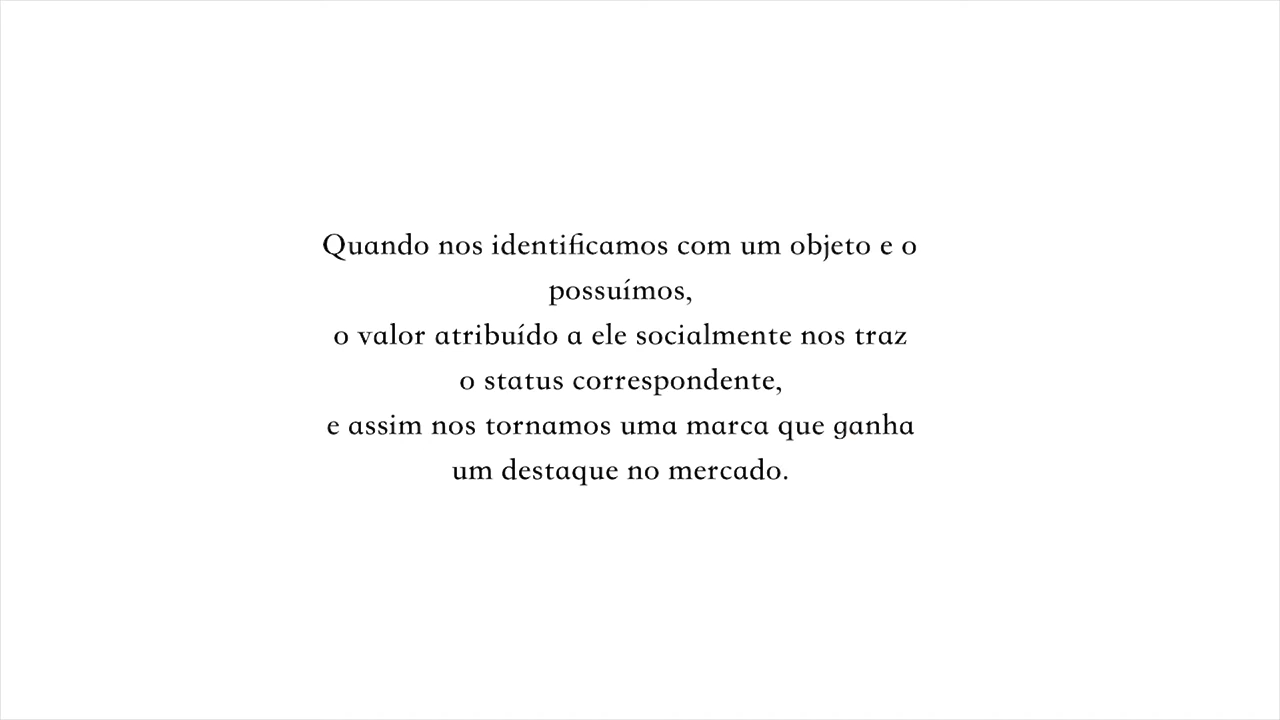 Quando nos identificamos com um objeto e o
possuímos,
o valor atribuído a ele socialmente nos traz
o status correspondente,
e assim nos tornamos uma marca que ganha
um destaque no mercado.